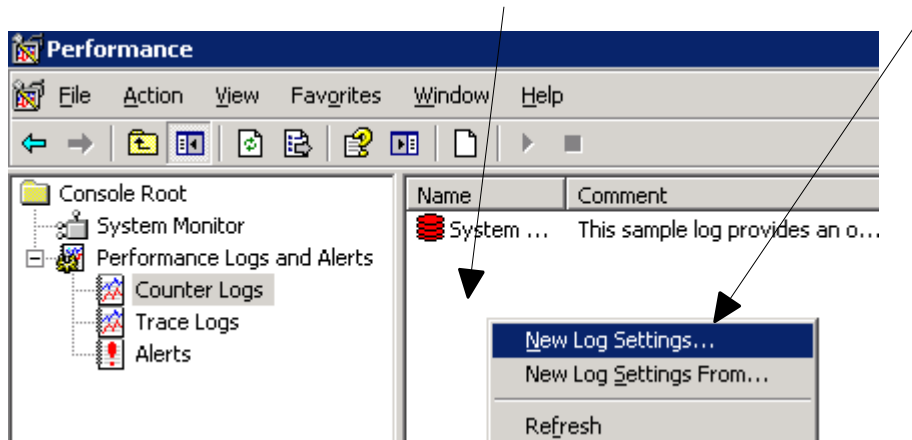 Performance
File Action View Favorites Window Help
Console Root
System Monitor
Performance Logs and Alerts
Counter Logs
Trace Logs
Alerts
Name Comment
System ... This sample log provides an o...
New Log Settings...
New Log Settings From...
Refresh